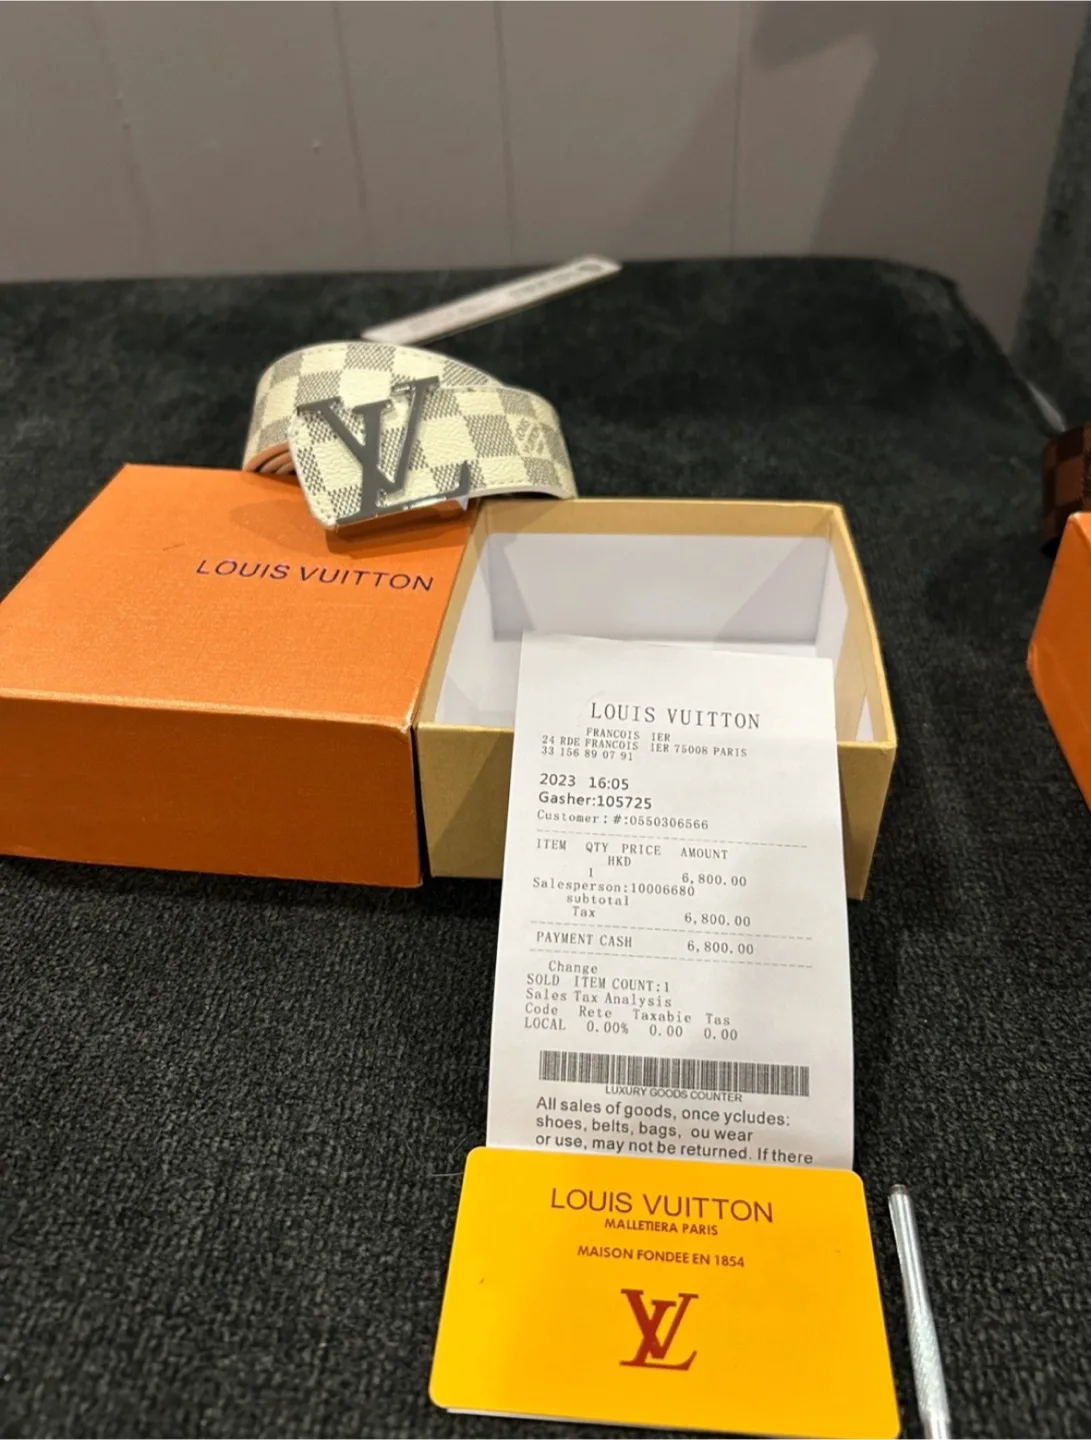 LOUIS VUITTON
LOUIS VUITTON
FRANCOIS IER
24 RDE FRANCOIS IER 75008 PARIS
33 156 89 07 91
2023 16:05
Gasher:105725
Customer：#:0550306566
ITEM QTY PRICE AMOUNT
HKD
1 6,800.00
Salesperson:10006680
subtotal
Tax 6,800.00
PAYMENT CASH 6,800.00
Change
SOLD ITEM COUNT:1
Sales Tax Analysis
Code Rete Taxabie Tas
LOCAL 0.00% 0.00 0.00
LUXURY GOODS COUNTER
All sales of goods, once ycludes:
shoes, belts, bags, ou wear
or use, may not be returned. If there
LOUIS VUITTON
MALLETIERA PARIS
MAISON FONDEE EN 1854
LV